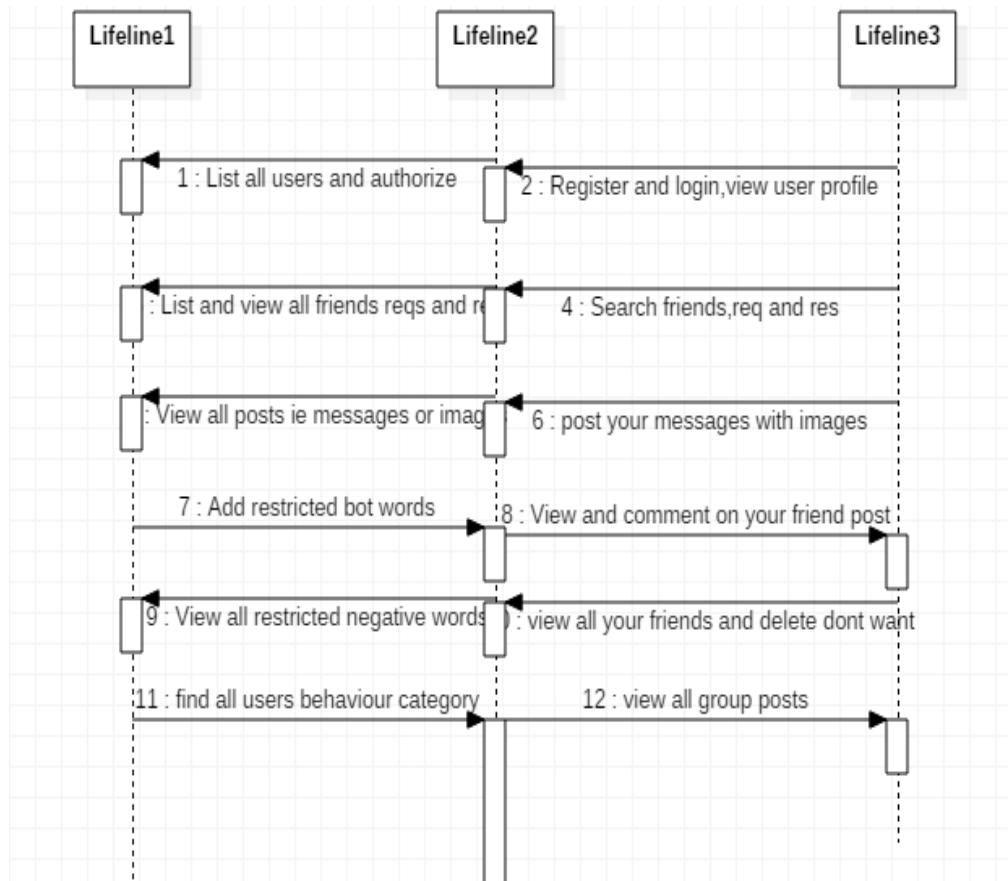 Lifeline1
Lifeline2
Lifeline3
1 : List all users and authorize
2 : Register and login,view user profile
: List and view all friends reqs and
4 : Search friends,req and res
: View all posts ie messages or
6 : post your messages with images
7 : Add restricted bot words
8 : View and comment on your friend post
9 : View all restricted negative words
: view all your friends and delete dont want
11 : find all users behaviour category
12 : view all group posts